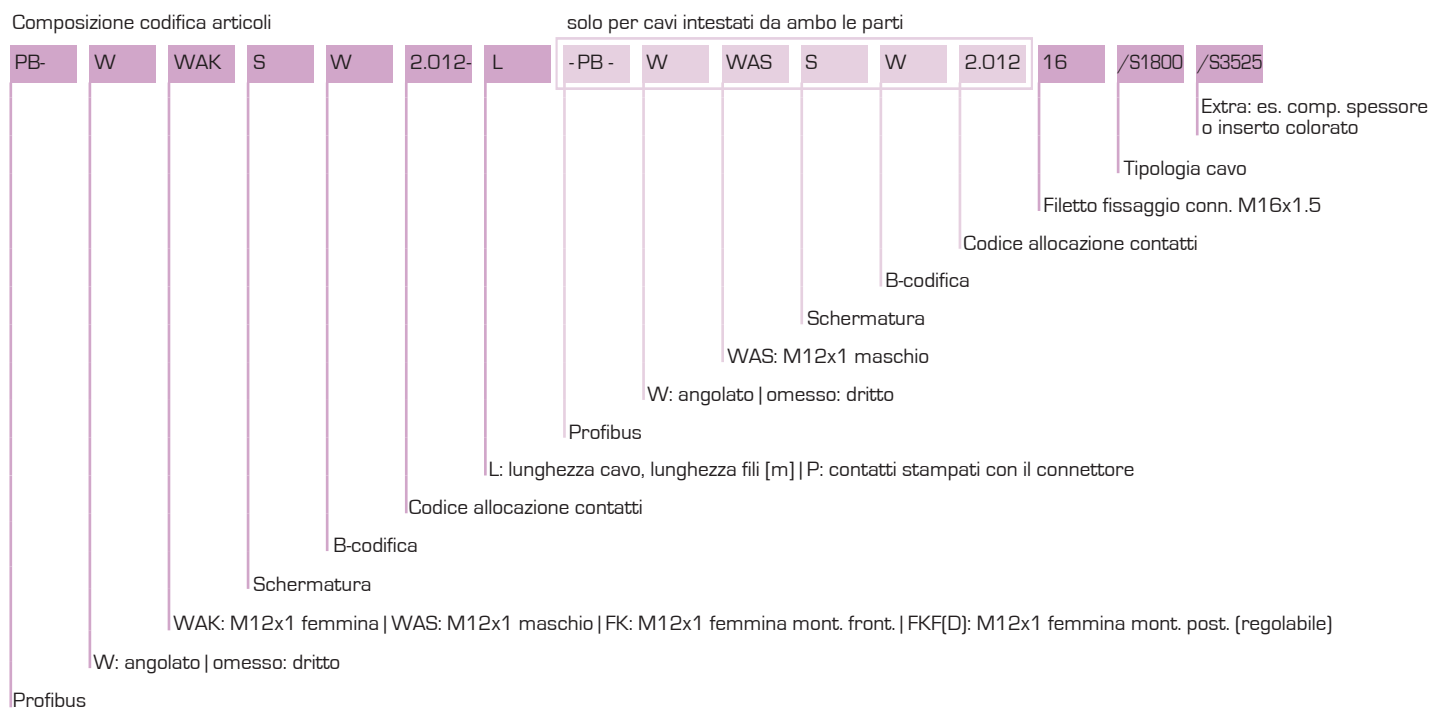 Composizione codifica articoli
solo per cavi intestati da ambo le parti
PB- W WAK S W 2.012- L - PB - W WAS S W 2.012 16 /S1800 /S3525
Extra: es. comp. spessore
o inserto colorato
Tipologia cavo
Filetto fissaggio conn. M16x1.5
Codice allocazione contatti
B-codifica
Schermatura
WAS: M12x1 maschio
W: angolato | omesso: dritto
Profibus
L: lunghezza cavo, lunghezza fili [m] | P: contatti stampati con il connettore
Codice allocazione contatti
B-codifica
Schermatura
WAK: M12x1 femmina | WAS: M12x1 maschio | FK: M12x1 femmina mont. front. | FKF(D): M12x1 femmina mont. post. (regolabile)
W: angolato | omesso: dritto
Profibus